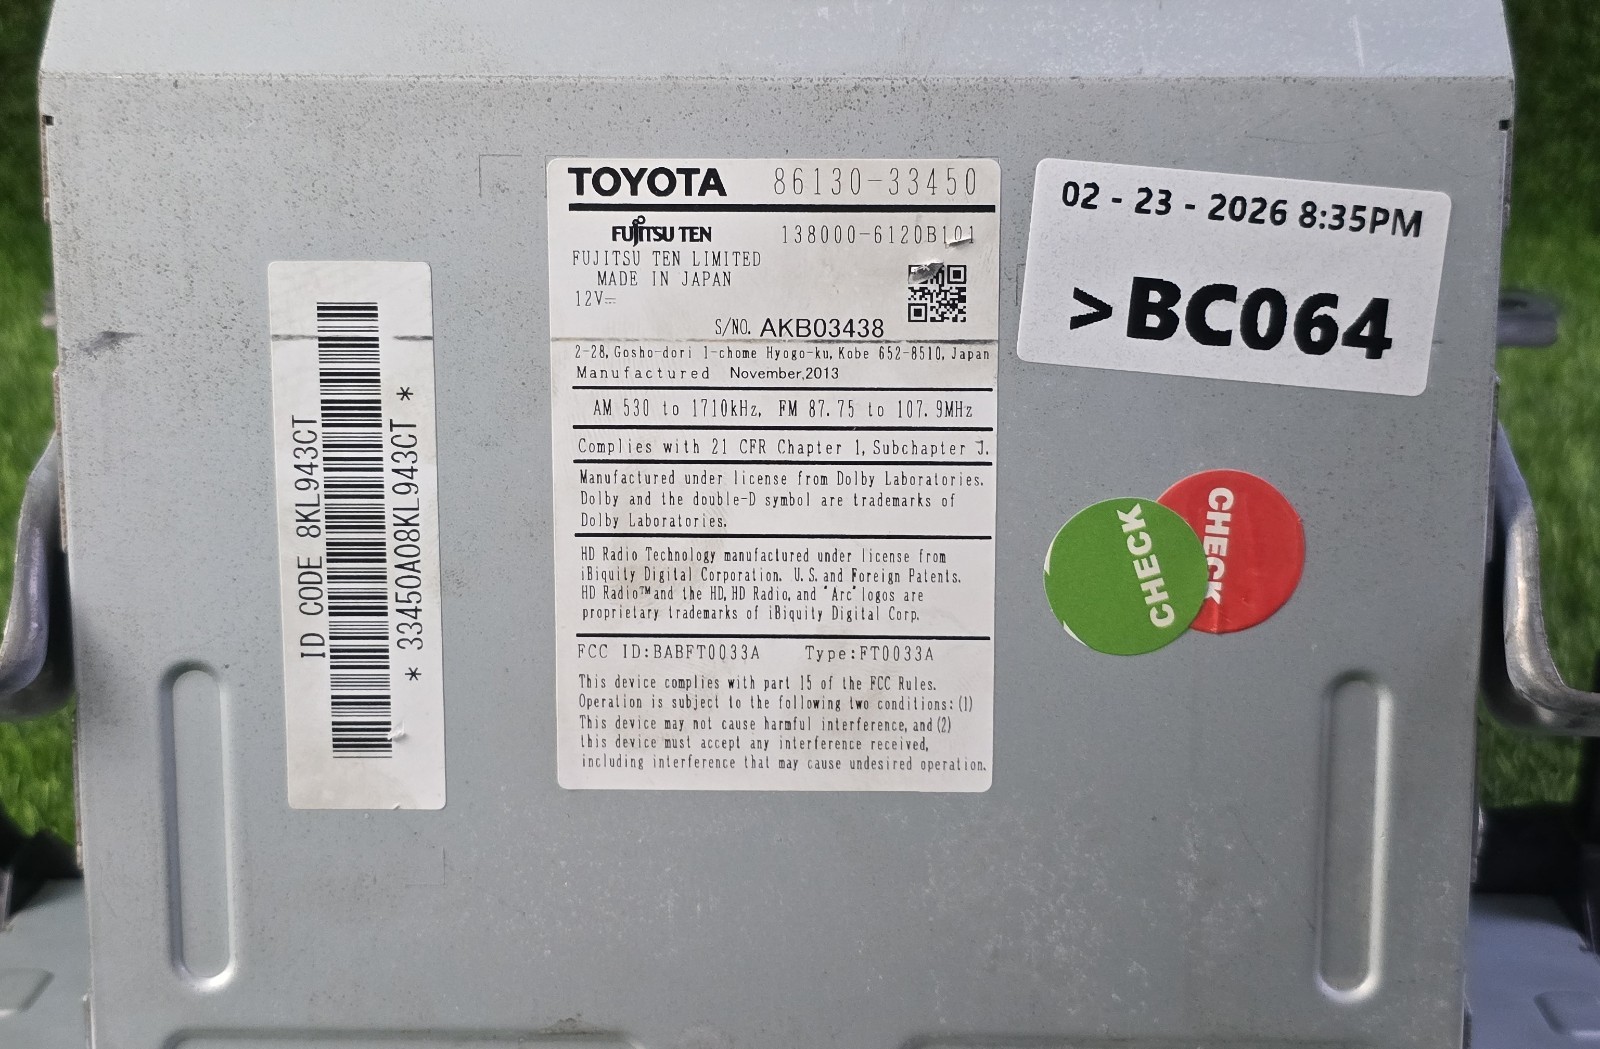 TOYOTA 86130-33450
FUJITSU TEN 138000-6120B101
FUJITSU TEN LIMITED
MADE IN JAPAN
12V⎓
S/NO. AKB03438
2-28, Gosho-dori 1-chome Hyogo-ku, Kobe 652-8510, Japan
Manufactured November,2013
AM 530 to 1710kHz, FM 87.75 to 107.9MHz
Complies with 21 CFR Chapter 1, Subchapter J.
Manufactured under license from Dolby Laboratories.
Dolby and the double-D symbol are trademarks of
Dolby Laboratories.
HD Radio Technology manufactured under license from
iBiquity Digital Corporation. U.S. and Foreign Patents.
HD Radio™ and the HD, HD Radio, and "Arc" logos are
proprietary trademarks of iBiquity Digital Corp.
FCC ID:BABFT0033A Type:FT0033A
This device complies with part 15 of the FCC Rules.
Operation is subject to the following two conditions: (1)
This device may not cause harmful interference, and (2)
this device must accept any interference received,
including interference that may cause undesired operation.
ID CODE 8KL943CT
* 33450A08KL943CT *
02 - 23 - 2026 8:35PM
>BC064
CHECK
CHECK